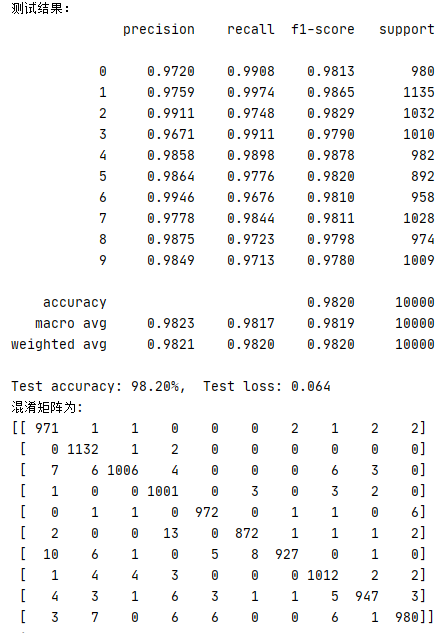 测试结果：
precision recall f1-score support
0 0.9720 0.9908 0.9813 980
1 0.9759 0.9974 0.9865 1135
2 0.9911 0.9748 0.9829 1032
3 0.9671 0.9911 0.9790 1010
4 0.9858 0.9898 0.9878 982
5 0.9864 0.9776 0.9820 892
6 0.9946 0.9676 0.9810 958
7 0.9778 0.9844 0.9811 1028
8 0.9875 0.9723 0.9798 974
9 0.9849 0.9713 0.9780 1009
accuracy 0.9820 10000
macro avg 0.9823 0.9817 0.9819 10000
weighted avg 0.9821 0.9820 0.9820 10000
Test accuracy: 98.20%, Test loss: 0.064
混淆矩阵为:
[[ 971 1 1 0 0 0 2 1 2 2]
[ 0 1132 1 2 0 0 0 0 0 0]
[ 7 6 1006 4 0 0 0 6 3 0]
[ 1 0 0 1001 0 3 0 3 2 0]
[ 0 1 1 0 972 0 1 1 0 6]
[ 2 0 0 13 0 872 1 1 1 2]
[ 10 6 1 0 5 8 927 0 1 0]
[ 1 4 4 3 0 0 0 1012 2 2]
[ 4 3 1 6 3 1 1 5 947 3]
[ 3 7 0 6 6 0 0 6 1 980]]